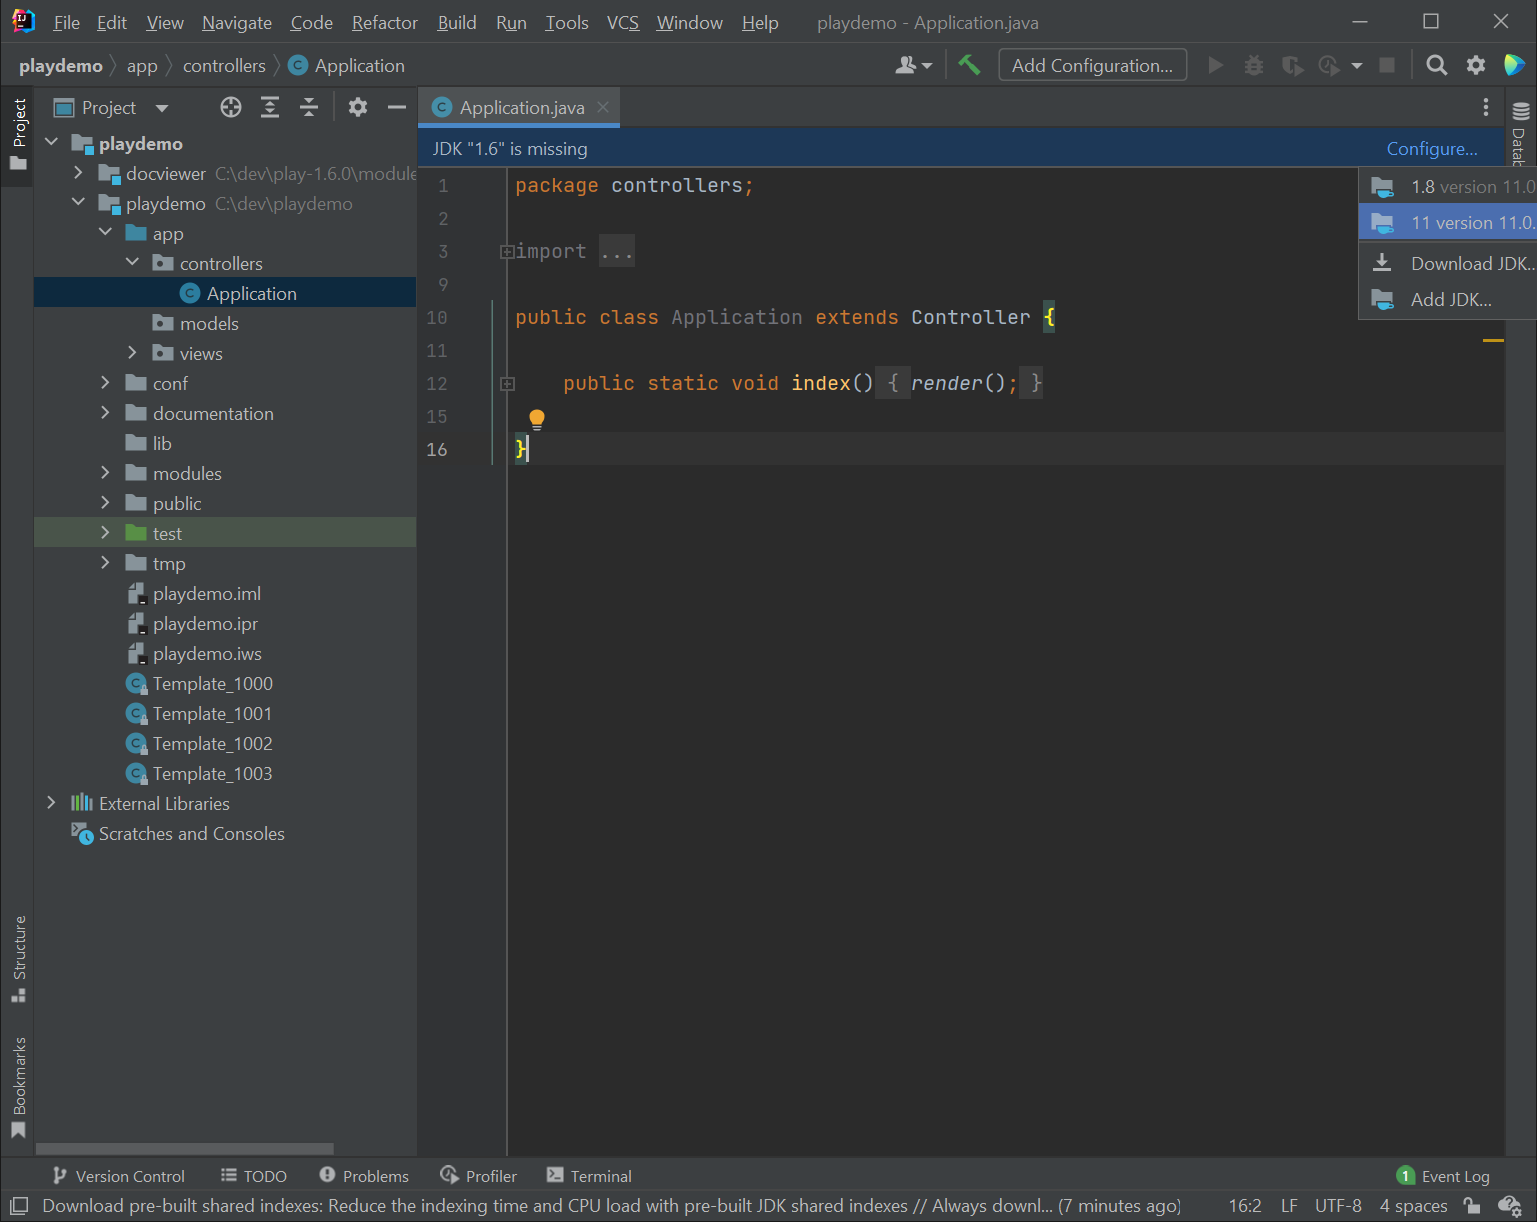 File Edit View Navigate Code Refactor Build Run Tools VCS Window Help playdemo - Application.java
playdemo app controllers Application Add Configuration...
Project
Project
Application.java
Datab
playdemo
docviewer C:\dev\play-1.6.0\module
playdemo C:\dev\playdemo
app
controllers
Application
models
views
conf
documentation
lib
modules
public
test
tmp
playdemo.iml
playdemo.ipr
playdemo.iws
Template_1000
Template_1001
Template_1002
Template_1003
External Libraries
Scratches and Consoles
Structure
Bookmarks
JDK "1.6" is missing Configure...
1.8 version 11.0
11 version 11.0.
Download JDK..
Add JDK...
1 package controllers;
2
3 import ...
9
10 public class Application extends Controller {
11
12 public static void index() { render(); }
15
16 }
Version Control TODO Problems Profiler Terminal 1 Event Log
Download pre-built shared indexes: Reduce the indexing time and CPU load with pre-built JDK shared indexes // Always downl... (7 minutes ago) 16:2 LF UTF-8 4 spaces